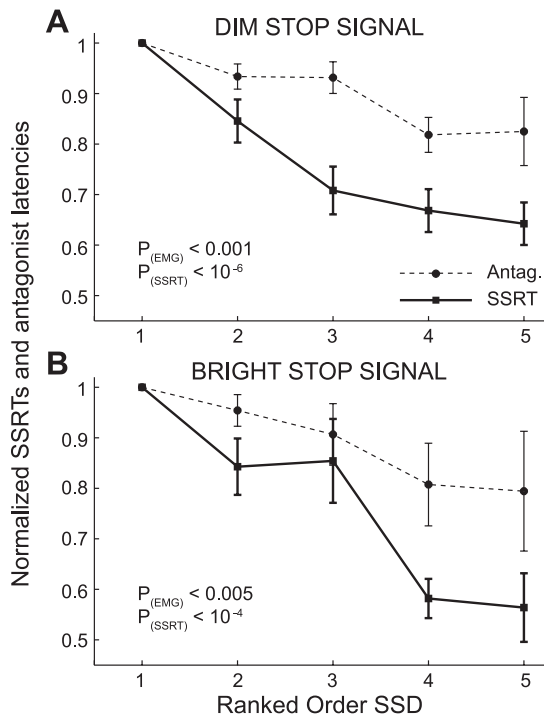 A
DIM STOP SIGNAL
1
0.9
0.8
0.7
0.6
0.5
P(EMG) < 0.001
P(SSRT) < 10⁻⁶
Antag.
SSRT
1 2 3 4 5
Normalized SSRTs and antagonist latencies
B
BRIGHT STOP SIGNAL
1
0.9
0.8
0.7
0.6
0.5
P(EMG) < 0.005
P(SSRT) < 10⁻⁴
1 2 3 4 5
Ranked Order SSD